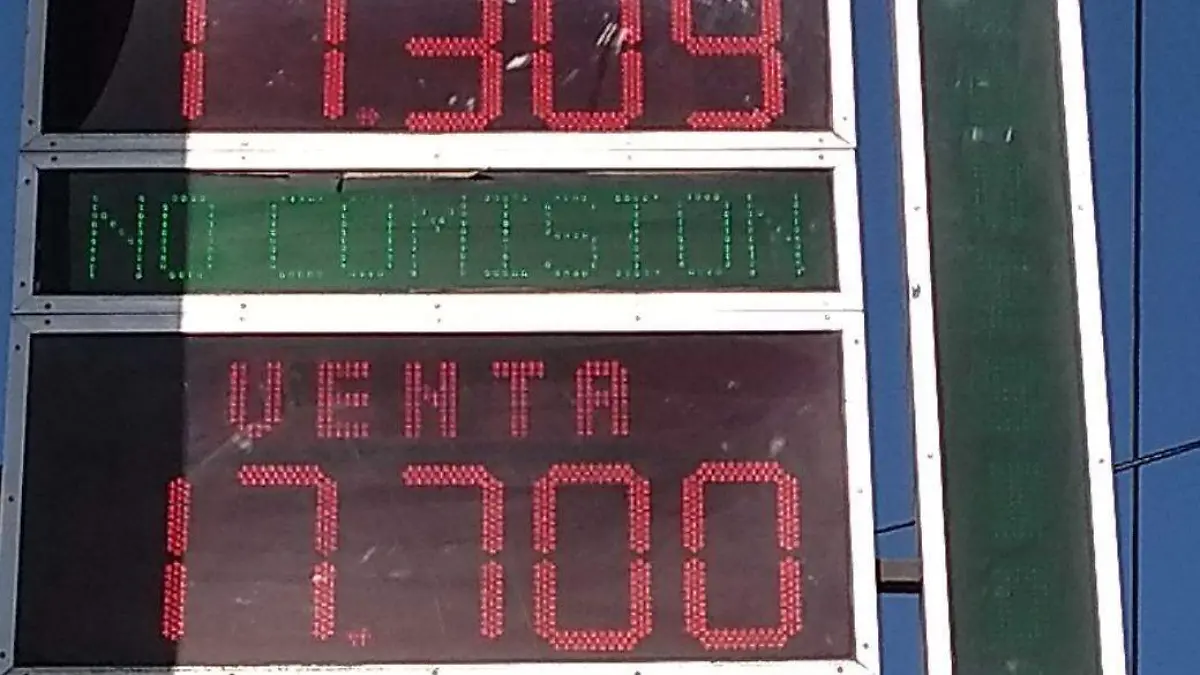 17.309
NO COMISION
VENTA
17.700